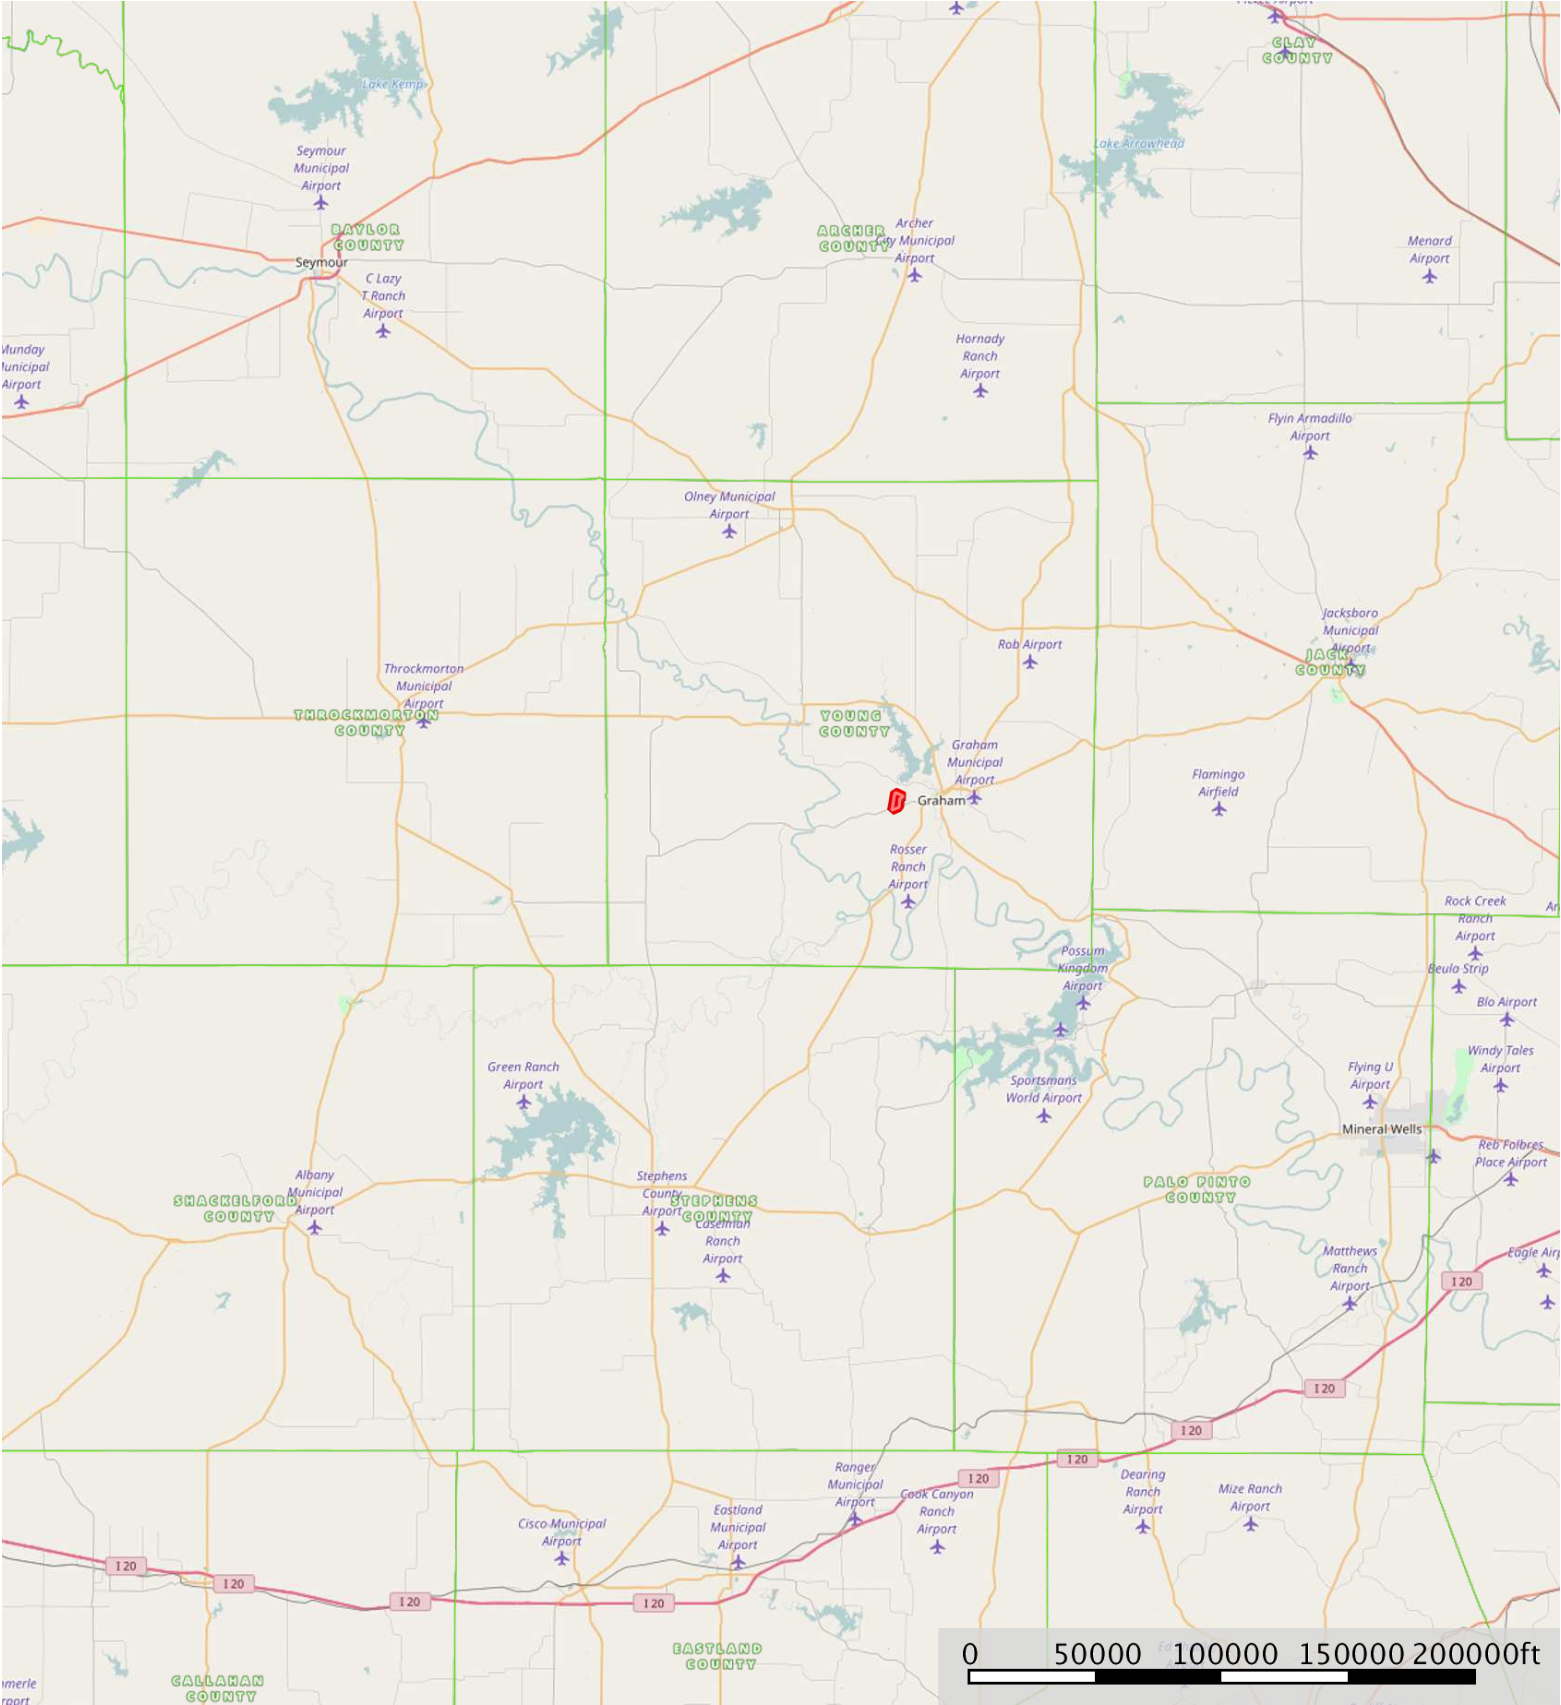 CLAY
COUNTY
Lake Kemp
Lake Arrowhead
Seymour
Municipal
Airport
BAYLOR
COUNTY
Seymour
C Lazy
T Ranch
Airport
ARCHER
COUNTY
Archer
City Municipal
Airport
Menard
Airport
Munday
Municipal
Airport
Hornady
Ranch
Airport
Flyin Armadillo
Airport
Olney Municipal
Airport
Jacksboro
Municipal
Airport
JACK
COUNTY
Rob Airport
Throckmorton
Municipal
Airport
THROCKMORTON
COUNTY
YOUNG
COUNTY
Graham
Municipal
Airport
Graham
Flamingo
Airfield
Rosser
Ranch
Airport
Rock Creek
Ranch
Airport
Possum
Kingdom
Airport
Beula Strip
Blo Airport
Green Ranch
Airport
Sportsmans
World Airport
Flying U
Airport
Windy Tales
Airport
Mineral Wells
Reb Folbres
Place Airport
Albany
Municipal
Airport
SHACKELFORD
COUNTY
Stephens
County
Airport
STEPHENS
COUNTY
Caselman
Ranch
Airport
PALO PINTO
COUNTY
Matthews
Ranch
Airport
Eagle Airp
I 20
I 20
I 20
I 20
I 20
Ranger
Municipal
Airport
Cook Canyon
Ranch
Airport
Dearing
Ranch
Airport
Mize Ranch
Airport
Cisco Municipal
Airport
Eastland
Municipal
Airport
I 20
I 20
I 20
I 20
EASTLAND
COUNTY
CALLAHAN
COUNTY
0 50000 100000 150000 200000ft